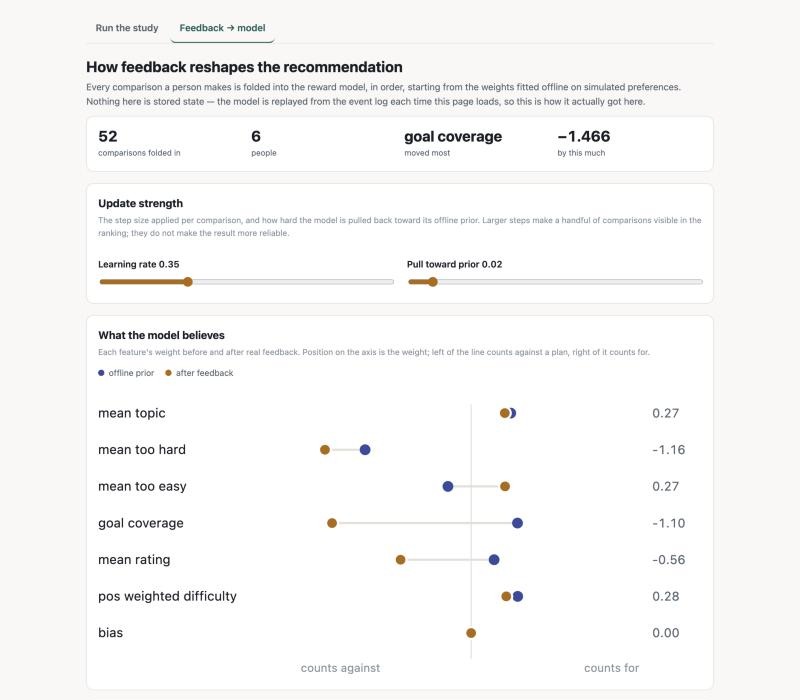 Run the study
Feedback → model
How feedback reshapes the recommendation
Every comparison a person makes is folded into the reward model, in order, starting from the weights fitted offline on simulated preferences.
Nothing here is stored state — the model is replayed from the event log each time this page loads, so this is how it actually got here.
52
comparisons folded in
6
people
goal coverage
moved most
−1.466
by this much
Update strength
The step size applied per comparison, and how hard the model is pulled back toward its offline prior. Larger steps make a handful of comparisons visible in the
ranking; they do not make the result more reliable.
Learning rate 0.35
Pull toward prior 0.02
What the model believes
Each feature's weight before and after real feedback. Position on the axis is the weight; left of the line counts against a plan, right of it counts for.
offline prior
after feedback
mean topic 0.27
mean too hard -1.16
mean too easy 0.27
goal coverage -1.10
mean rating -0.56
pos weighted difficulty 0.28
bias 0.00
counts against
counts for